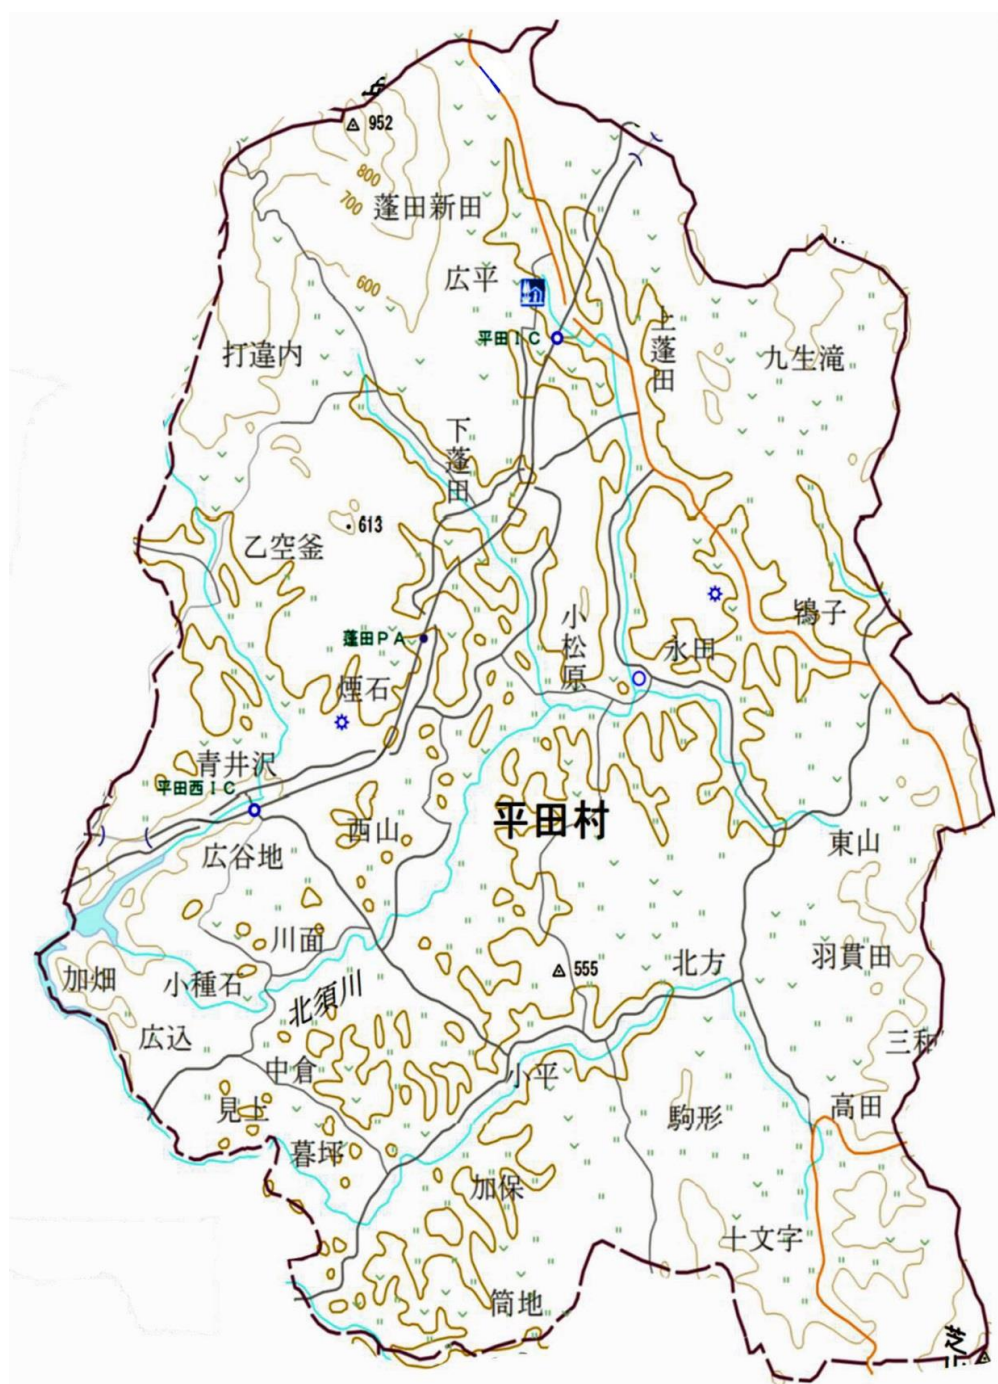 952
800
700
蓬田新田
600
広平
平田IC
上蓬田
打違内
九生滝
下蓬田
613
乙空釜
小松原
鴇子
蓬田PA
永田
煙石
青井沢
平田西IC
西山
平田村
広谷地
東山
川面
北方
羽貫田
加畑
小種石
555
北須川
広込
三和
中倉
小平
見上
駒形
高田
暮坪
加保
十文字
筒地